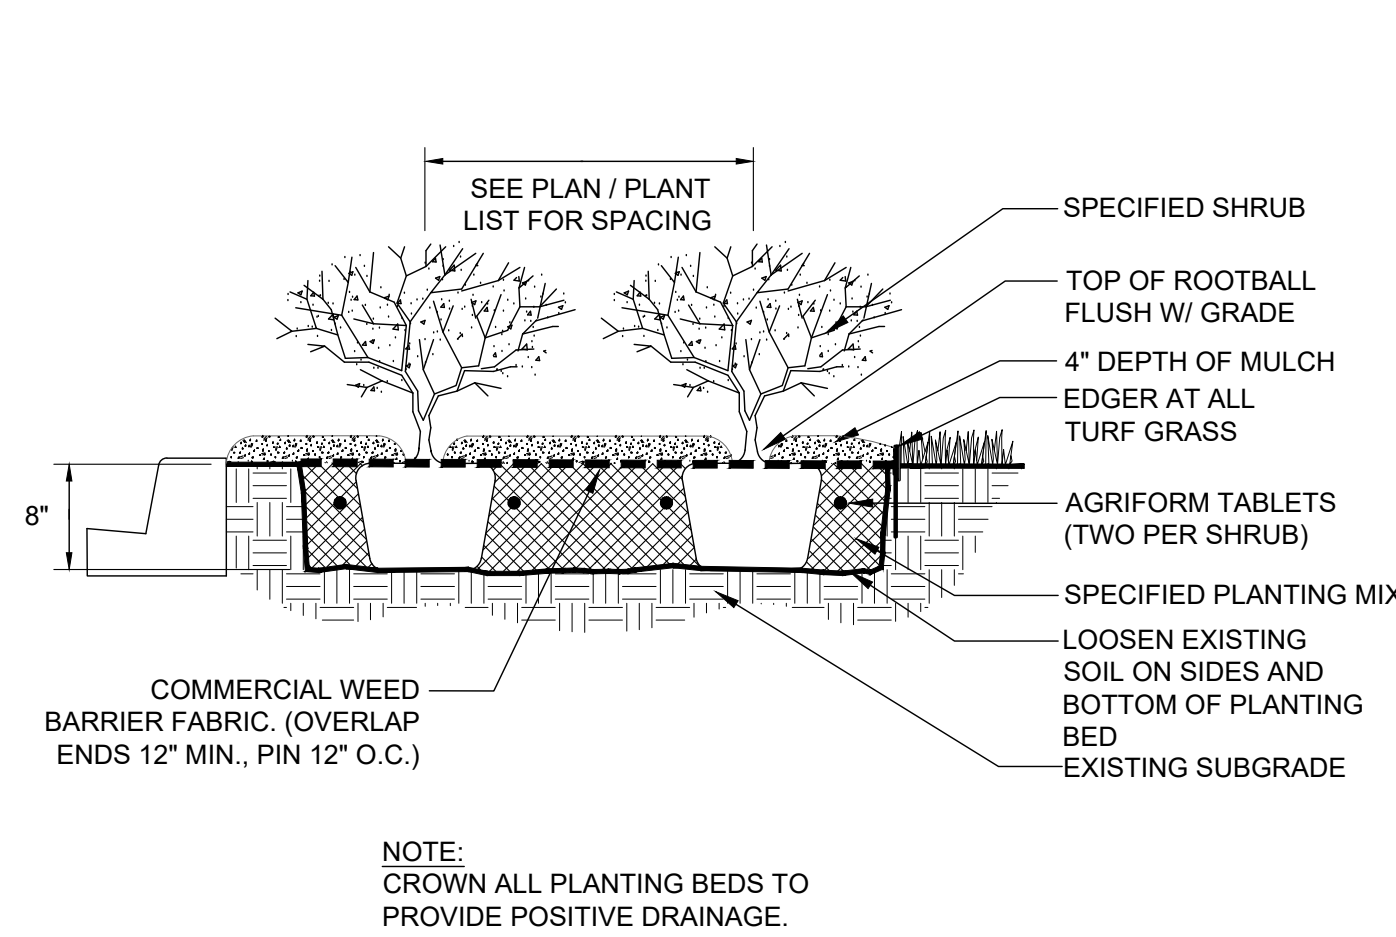 SEE PLAN / PLANT
LIST FOR SPACING
SPECIFIED SHRUB
TOP OF ROOTBALL
FLUSH W/ GRADE
4" DEPTH OF MULCH
EDGER AT ALL
TURF GRASS
8"
AGRIFORM TABLETS
(TWO PER SHRUB)
SPECIFIED PLANTING MIX
LOOSEN EXISTING
SOIL ON SIDES AND
BOTTOM OF PLANTING
BED
EXISTING SUBGRADE
COMMERCIAL WEED
BARRIER FABRIC. (OVERLAP
ENDS 12" MIN., PIN 12" O.C.)
NOTE:
CROWN ALL PLANTING BEDS TO
PROVIDE POSITIVE DRAINAGE.